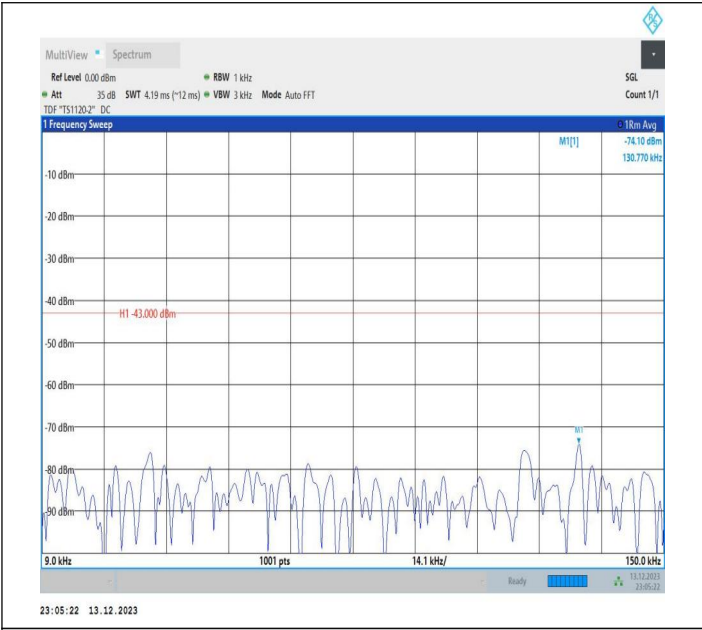 R S
MultiView Spectrum
Ref Level 0.00 dBm RBW 1 kHz SGL
Att 35 dB SWT 4.19 ms (~12 ms) VBW 3 kHz Mode Auto FFT Count 1/1
TDF "TS1120-2" DC
1 Frequency Sweep 1Rm Avg
M1[1] -74.10 dBm
130.770 kHz
-10 dBm
-20 dBm
-30 dBm
-40 dBm
H1 -43.000 dBm
-50 dBm
-60 dBm
-70 dBm
M1
-80 dBm
-90 dBm
9.0 kHz 1001 pts 14.1 kHz/ 150.0 kHz
Ready 13.12.2023
23:05:22
23:05:22 13.12.2023